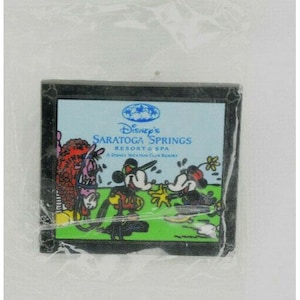 Disney's
SARATOGA SPRINGS
RESORT & SPA
A DISNEY VACATION CLUB RESORT